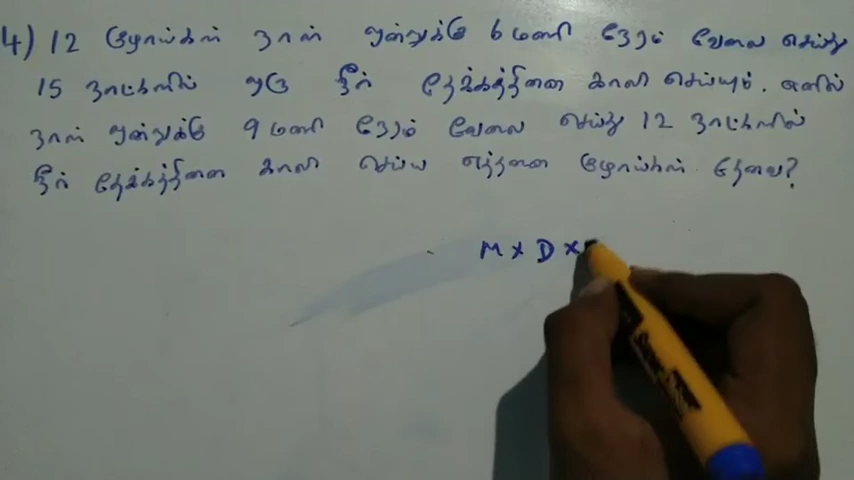 4) 12 குழாய்கள் நாள் ஒன்றுக்கு 6 மணி நேரம் வேலை செய்து
15 நாட்களில் ஒரு நீர் தேக்கத்தினை காலி செய்யும். எனில்
நாள் ஒன்றுக்கு 9 மணி நேரம் வேலை செய்து 12 நாட்களில்
நீர் தேக்கத்தினை காலி செய்ய எத்தனை குழாய்கள் தேவை?
M x D x